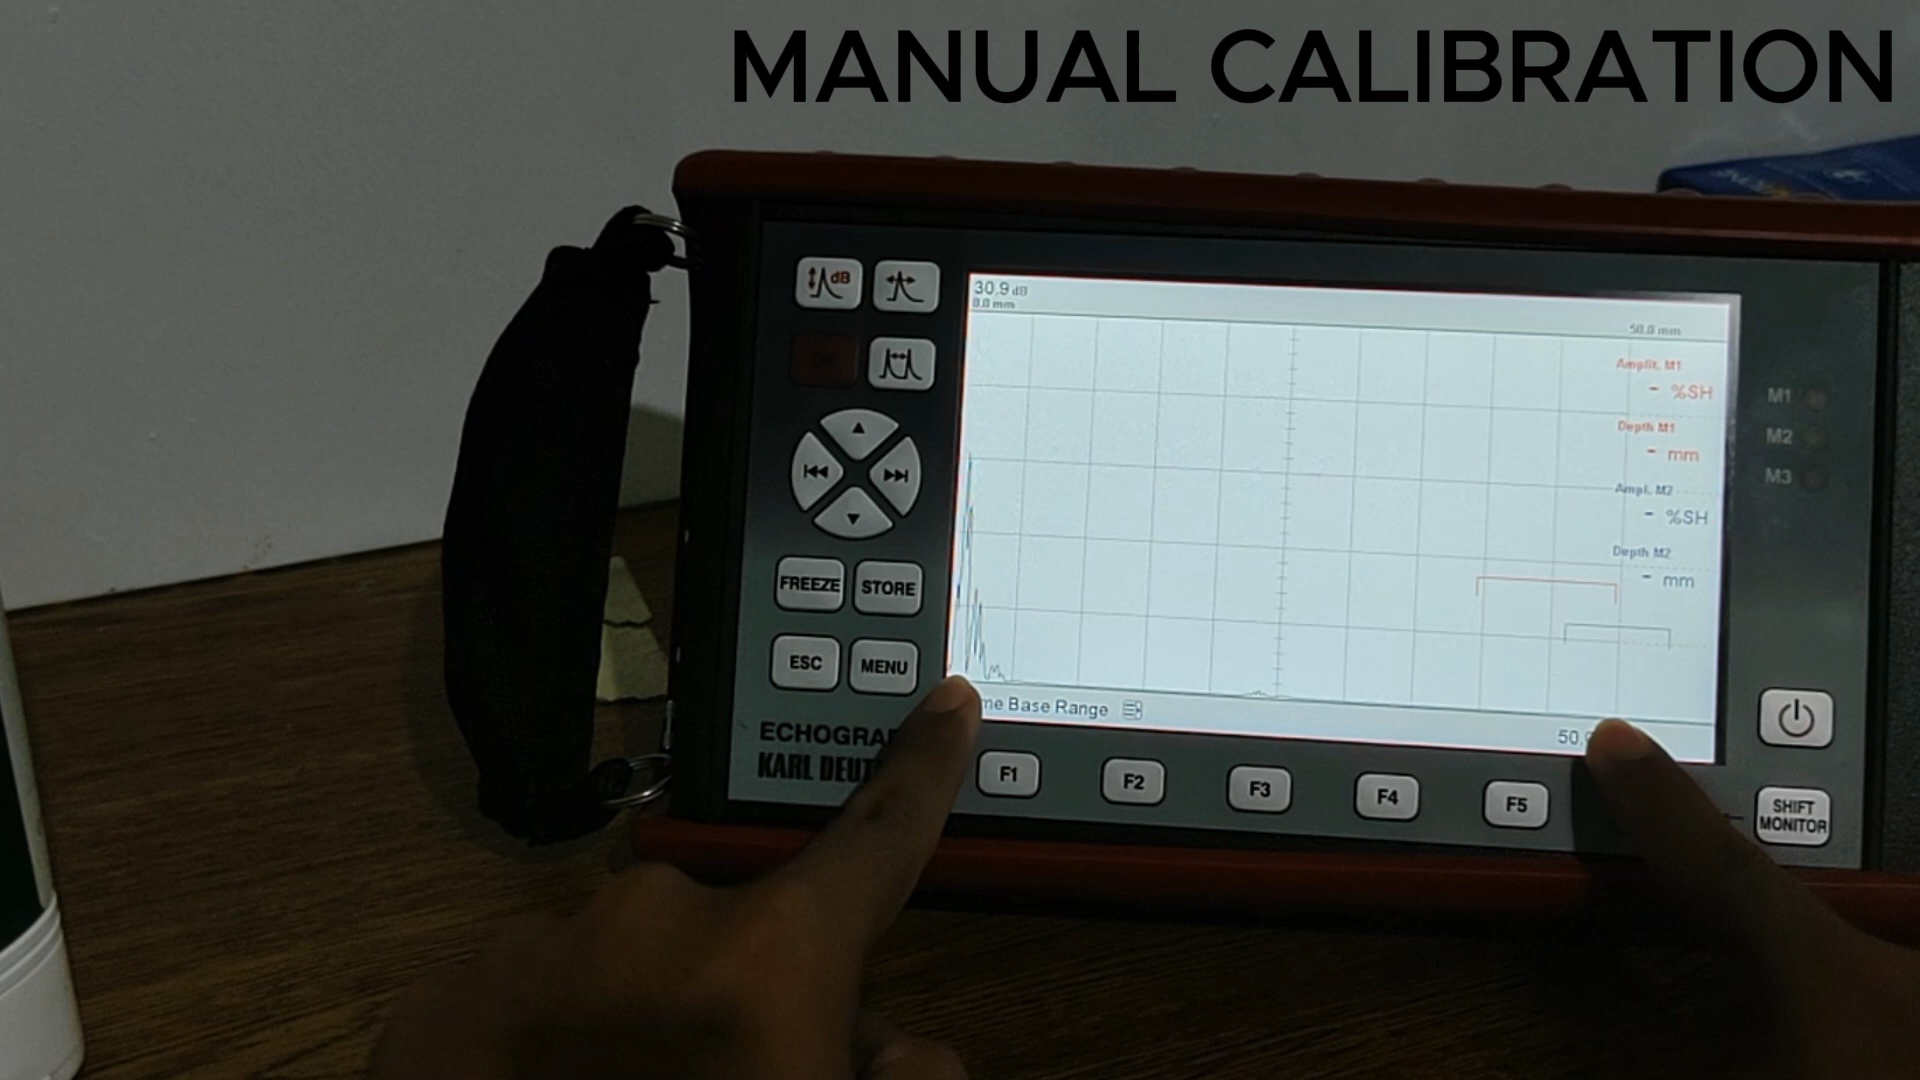 MANUAL CALIBRATION
dB
30,9 dB
0.0 mm
50.0 mm
Amplit. M1
- %SH
Depth M1
- mm
Ampl. M2
- %SH
Depth M2
- mm
M1
M2
M3
FREEZE
STORE
ESC
MENU
Base Range
F1
F2
F3
F4
F5
SHIFT
MONITOR
KARL